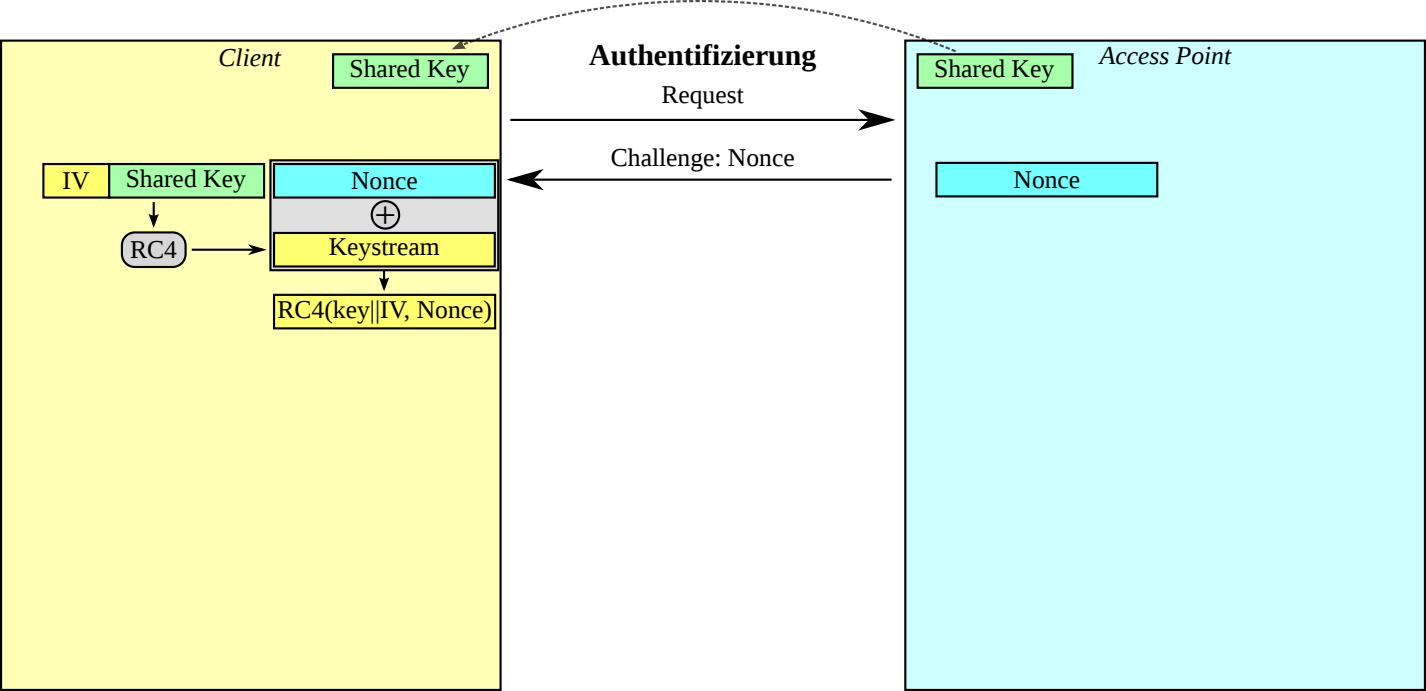 Client
Shared Key
Authentifizierung
Shared Key
Access Point
Request
Challenge: Nonce
IV
Shared Key
Nonce
Nonce
RC4
Keystream
RC4(key||IV, Nonce)